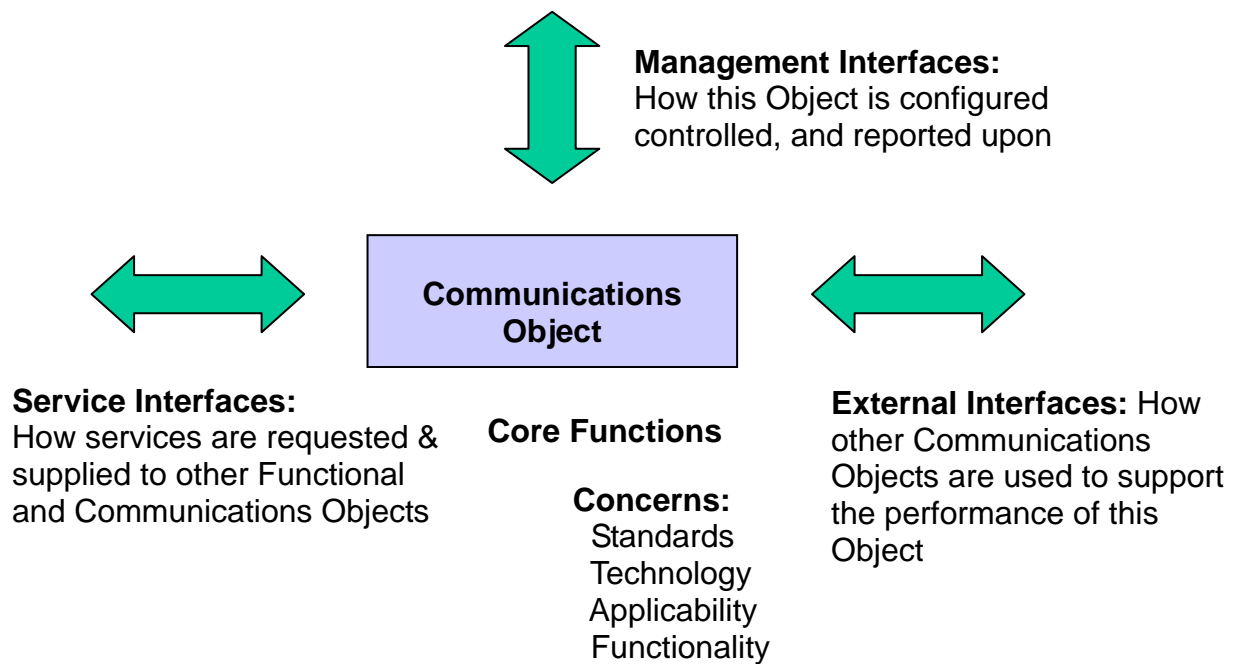 Management Interfaces:
How this Object is configured
controlled, and reported upon
Communications
Object
Service Interfaces:
How services are requested &
supplied to other Functional
and Communications Objects
Core Functions
Concerns:
Standards
Technology
Applicability
Functionality
External Interfaces: How
other Communications
Objects are used to support
the performance of this
Object